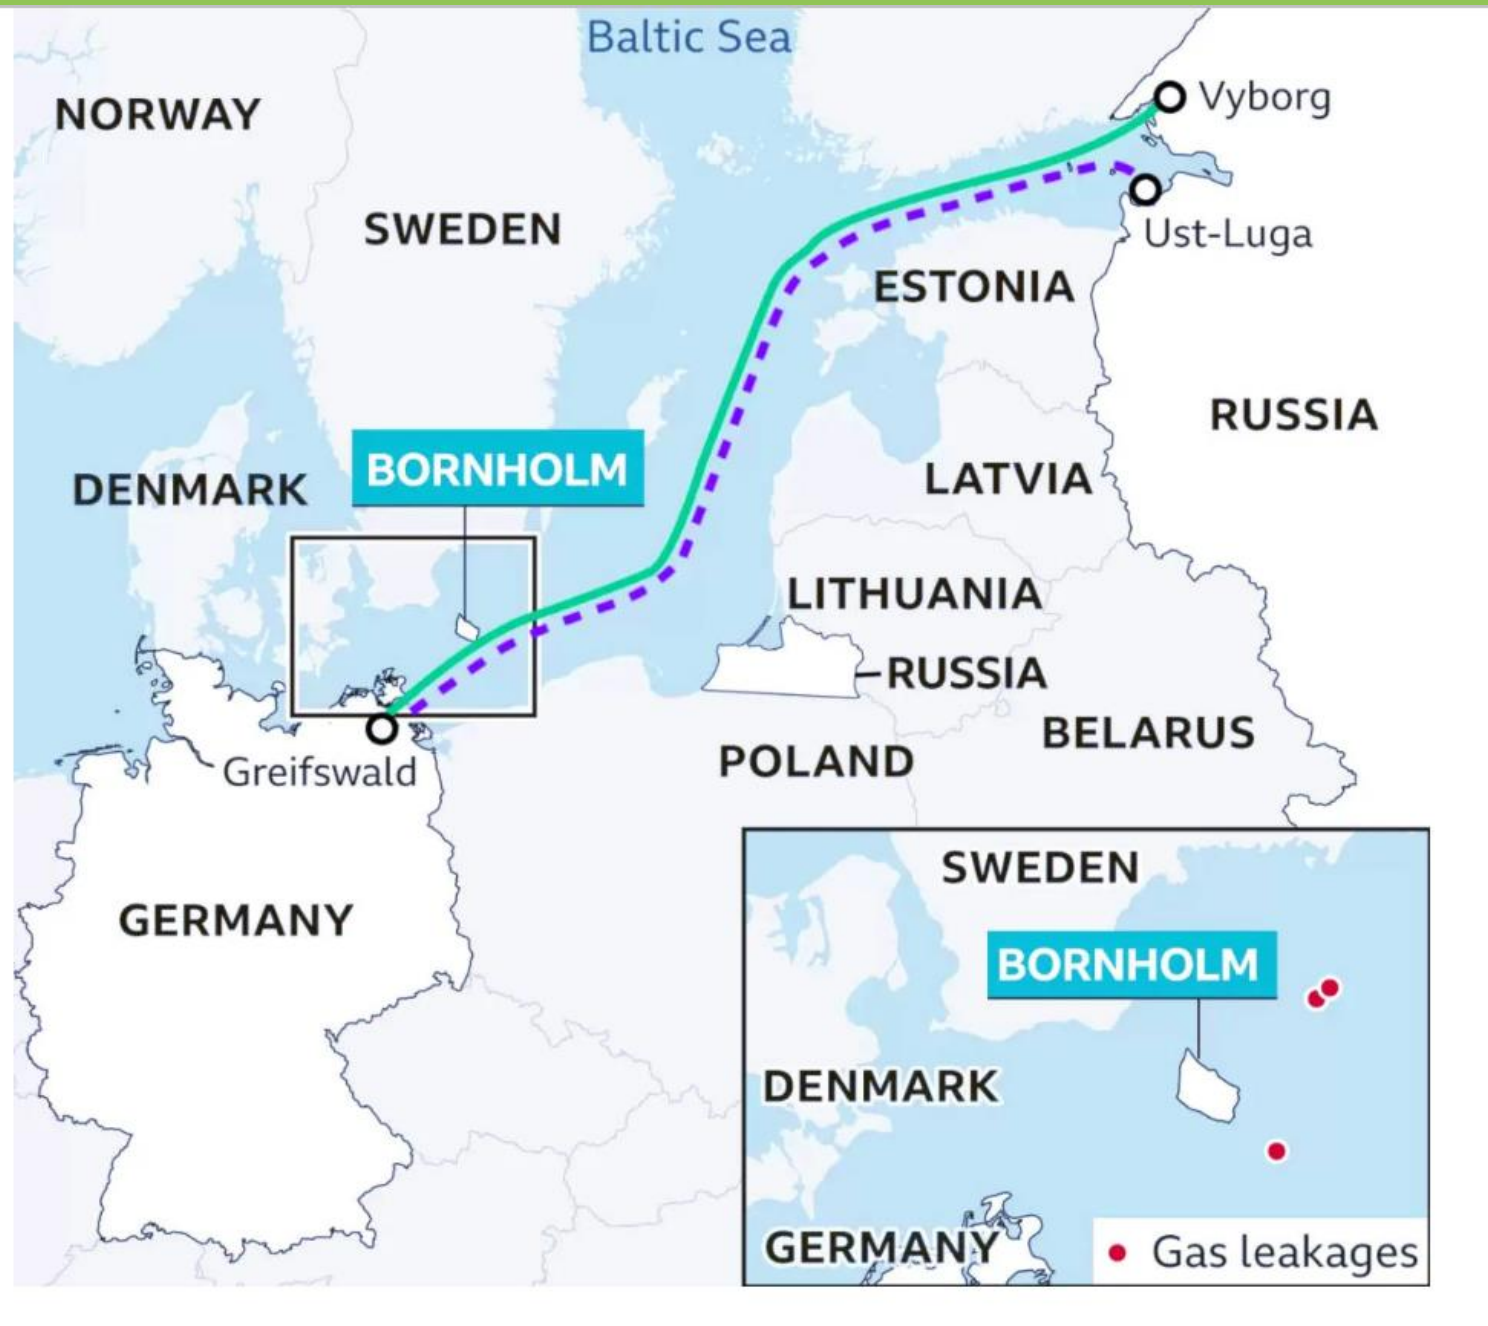 Baltic Sea
Vyborg
NORWAY
SWEDEN
Ust-Luga
ESTONIA
RUSSIA
BORNHOLM
LATVIA
DENMARK
LITHUANIA
RUSSIA
BELARUS
POLAND
Greifswald
GERMANY
SWEDEN
BORNHOLM
DENMARK
GERMANY
Gas leakages